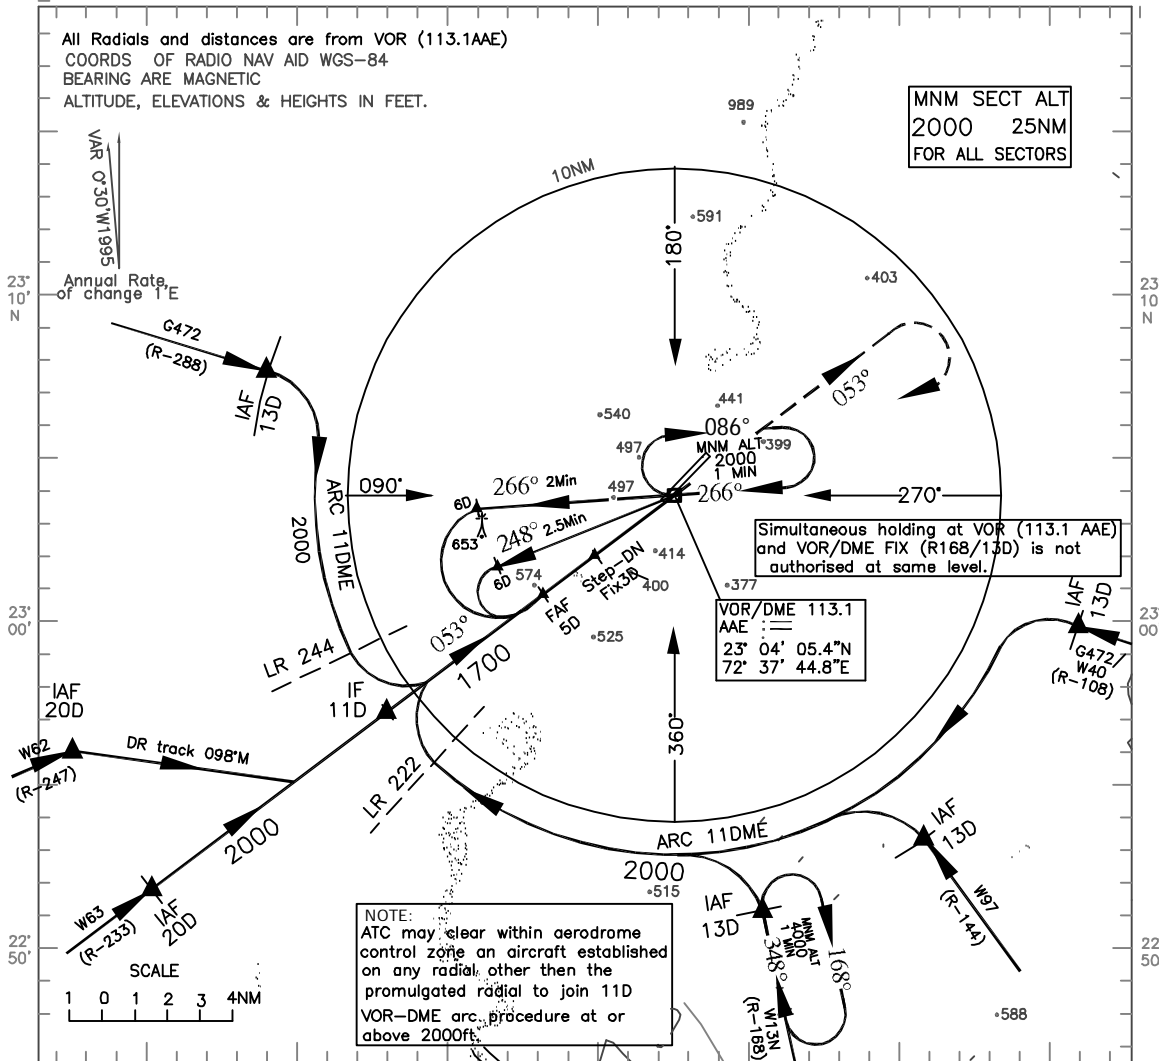 All Radials and distances are from VOR (113.1AAE)
COORDS OF RADIO NAV AID WGS-84
BEARING ARE MAGNETIC
ALTITUDE, ELEVATIONS & HEIGHTS IN FEET.
MNM SECT ALT
2000 25NM
FOR ALL SECTORS
989
VAR 0°30'W1995
Annual Rate
of change 1'E
10NM
591
180°
403
23°
10'
N
23
10
N
G472
(R-288)
IAF
13D
053°
441
540
086°
497
MNM ALT
2000
1 MIN
399
090°
ARC 11DME
2000
266°
2Min
497
266°
270°
6D
653
248°
2.5Min
6D
574
Step-DN
Fix3D
414
400
377
Simultaneous holding at VOR (113.1 AAE)
and VOR/DME FIX (R168/13D) is not
authorised at same level.
FAF
5D
VOR/DME 113.1
AAE
23° 04' 05.4"N
72° 37' 44.8"E
IAF
13D
23°
00'
23
00
G472/
W40
(R-108)
053°
1700
525
LR 244
IF
11D
IAF
20D
W62
(R-247)
DR track 098°M
360°
LR 222
2000
ARC 11DME
2000
515
IAF
13D
W97
(R-144)
W63
(R-233)
IAF
20D
IAF
13D
348°
MNM ALT
4000
1 MIN
168°
W13N
(R-168)
588
22°
50'
22
50
SCALE
1 0 1 2 3 4NM
NOTE:
ATC may clear within aerodrome
control zone an aircraft established
on any radial other then the
promulgated radial to join 11D
VOR-DME arc procedure at or
above 2000ft